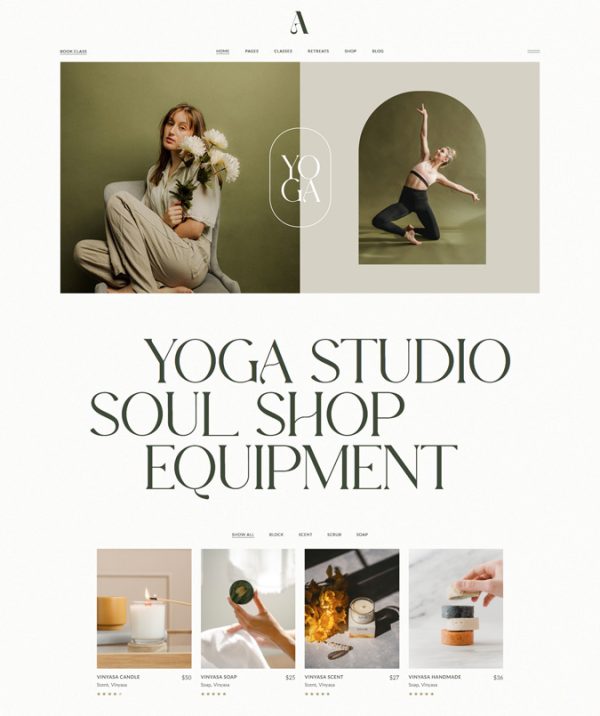 A
BOOK CLASS
HOME PAGES CLASSES RETREATS SHOP BLOG
YO
GA
YOGA STUDIO
SOUL SHOP
EQUIPMENT
SHOW ALL BLOCK SCENT SCRUB SOAP
VINYASA CANDLE $50
Scent, Vinyasa
VINYASA SOAP $25
Soap, Vinyasa
VINYASA SCENT $27
Scent, Vinyasa
VINYASA HANDMADE $36
Soap, Vinyasa